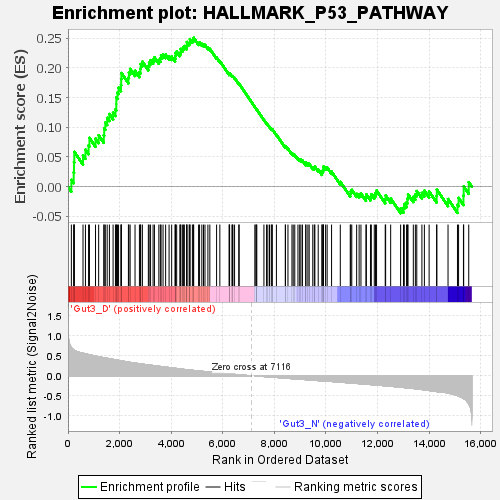 Enrichment plot: HALLMARK_P53_PATHWAY
Enrichment score (ES)
0.25
0.20
0.15
0.10
0.05
0.00
-0.05
'Gut3_D' (positively correlated)
Ranked list metric (Signal2Noise)
1.5
1.0
0.5
0.0
-0.5
-1.0
Zero cross at 7116
'Gut3_N' (negatively correlated)
0
2,000
4,000
6,000
8,000
10,000
12,000
14,000
16,000
Rank in Ordered Dataset
Enrichment profile
Hits
Ranking metric scores